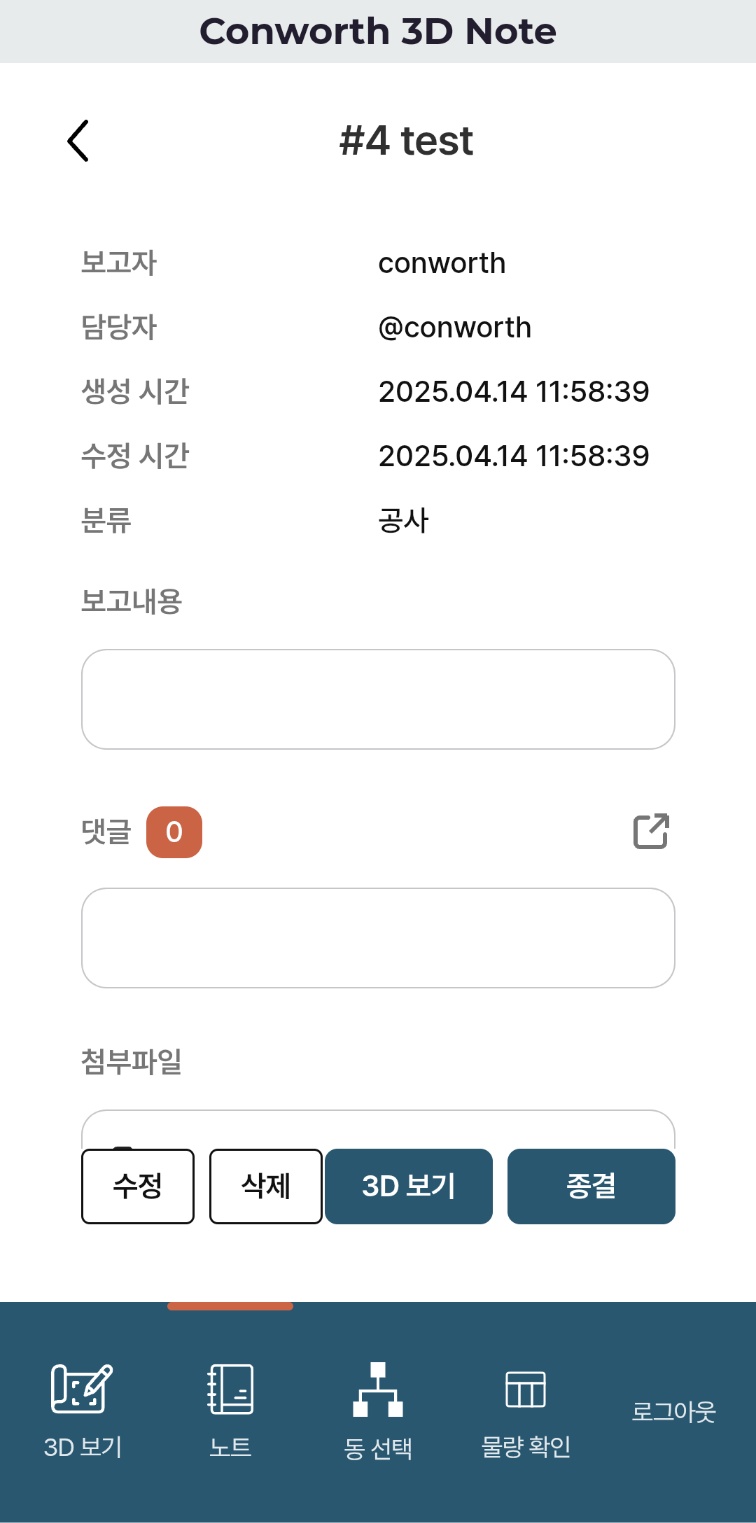 Conworth 3D Note
#4 test
보고자 conworth
담당자 @conworth
생성 시간 2025.04.14 11:58:39
수정 시간 2025.04.14 11:58:39
분류 공사
보고내용
댓글 0
첨부파일
수정 삭제 3D 보기 종결
3D 보기 노트 동 선택 물량 확인 로그아웃